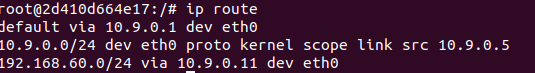 root@2d410d664e17:/# ip route
default via 10.9.0.1 dev eth0
10.9.0.0/24 dev eth0 proto kernel scope link src 10.9.0.5
192.168.60.0/24 via 10.9.0.11 dev eth0